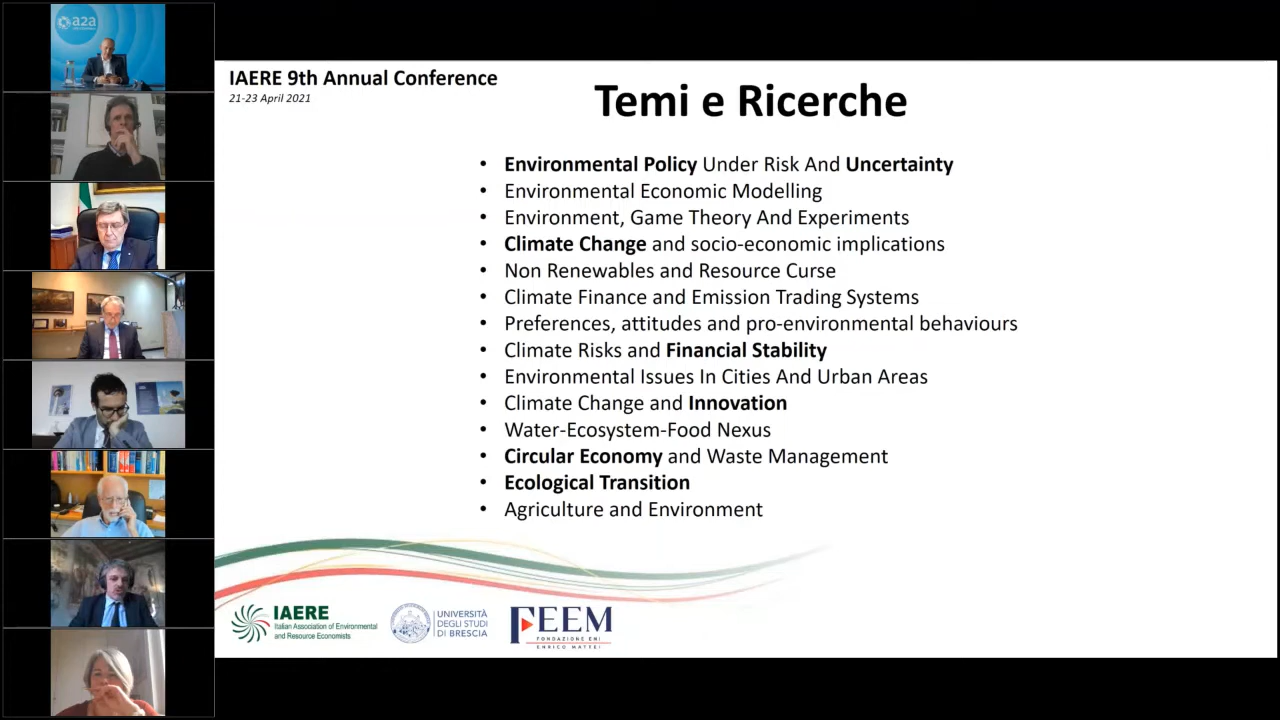 a2a
IAERE 9th Annual Conference
21-23 April 2021
Temi e Ricerche
• Environmental Policy Under Risk And Uncertainty
• Environmental Economic Modelling
• Environment, Game Theory And Experiments
• Climate Change and socio-economic implications
• Non Renewables and Resource Curse
• Climate Finance and Emission Trading Systems
• Preferences, attitudes and pro-environmental behaviours
• Climate Risks and Financial Stability
• Environmental Issues In Cities And Urban Areas
• Climate Change and Innovation
• Water-Ecosystem-Food Nexus
• Circular Economy and Waste Management
• Ecological Transition
• Agriculture and Environment
IAERE
Italian Association of Environmental
and Resource Economists
UNIVERSITÀ
DEGLI STUDI
DI BRESCIA
FEEM
FONDAZIONE ENI
ENRICO MATTEI